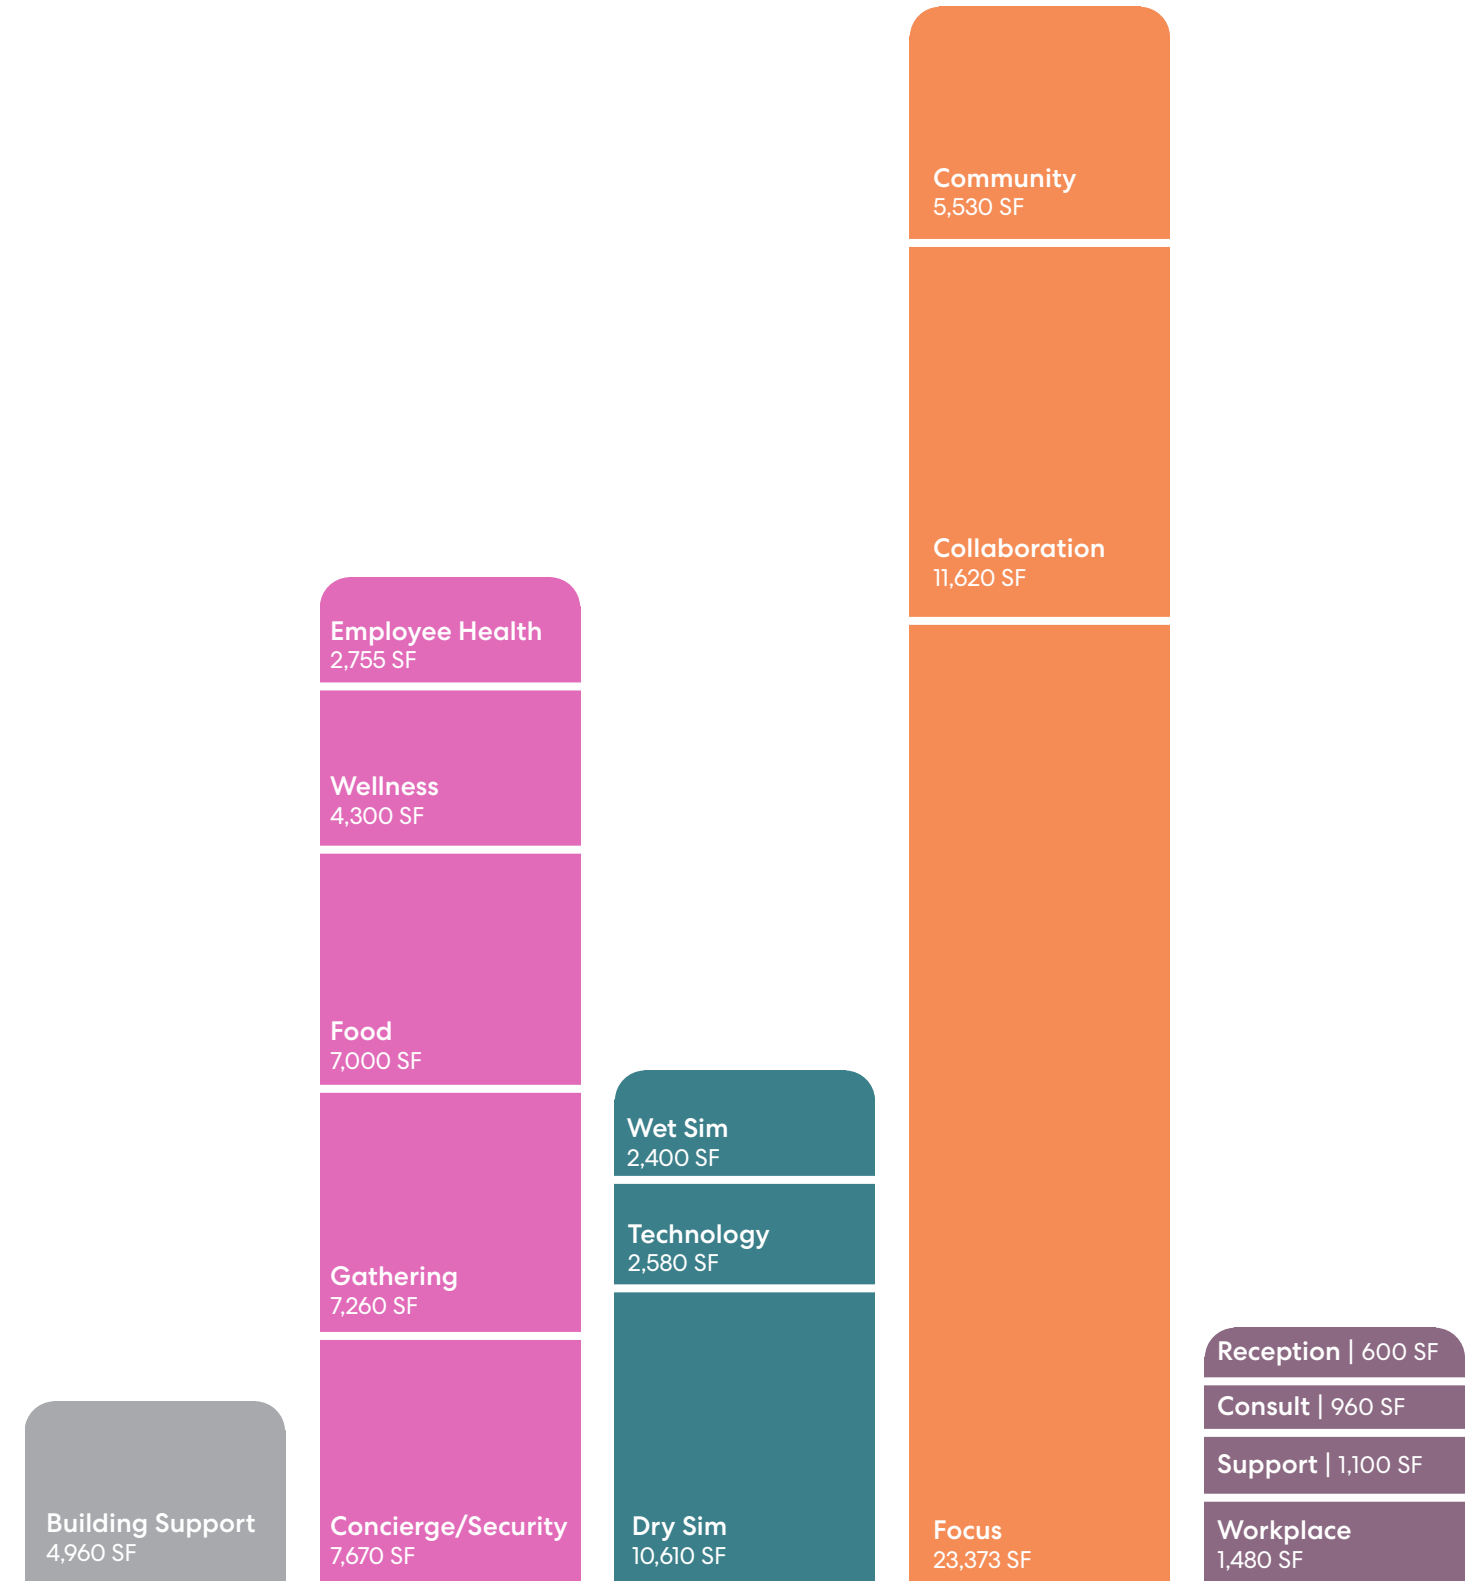 Building Support
4,960 SF
Employee Health
2,755 SF
Wellness
4,300 SF
Food
7,000 SF
Gathering
7,260 SF
Concierge/Security
7,670 SF
Wet Sim
2,400 SF
Technology
2,580 SF
Dry Sim
10,610 SF
Community
5,530 SF
Collaboration
11,620 SF
Focus
23,373 SF
Reception | 600 SF
Consult | 960 SF
Support | 1,100 SF
Workplace
1,480 SF